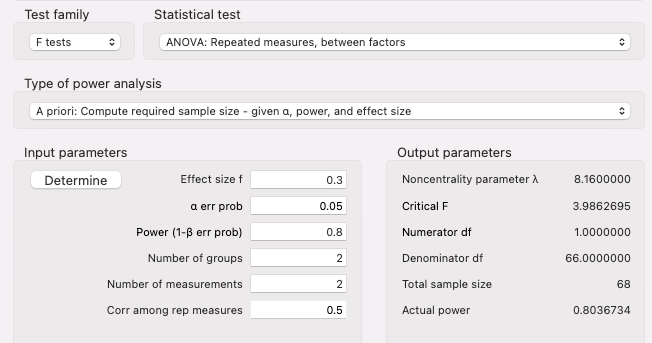 Test family Statistical test
F tests ANOVA: Repeated measures, between factors
Type of power analysis
A priori: Compute required sample size - given α, power, and effect size
Input parameters Output parameters
Determine Effect size f 0.3 Noncentrality parameter λ 8.1600000
α err prob 0.05 Critical F 3.9862695
Power (1-β err prob) 0.8 Numerator df 1.0000000
Number of groups 2 Denominator df 66.0000000
Number of measurements 2 Total sample size 68
Corr among rep measures 0.5 Actual power 0.8036734